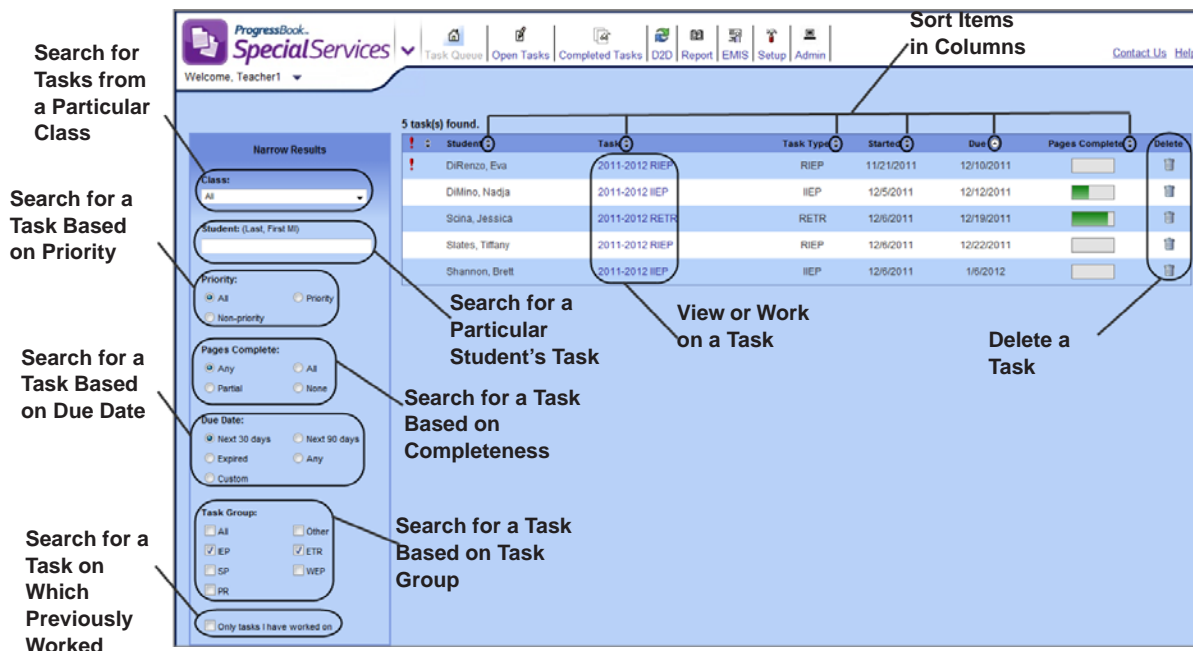 ProgressBook
SpecialServices
Task Queue
Open Tasks
Completed Tasks
D2D
Report
EMIS
Setup
Admin
Contact Us Help
Welcome, Teacher1
Sort Items
in Columns
Search for
Tasks from
a Particular
Class
Search for a
Task Based
on Priority
Search for a
Task Based
on Due Date
Search for a
Task on
Which
Previously
Worked
Narrow Results
Class:
All
Student: (Last, First MI)
Priority:
All
Priority
Non-priority
Pages Complete:
Any
All
Partial
None
Due Date:
Next 30 days
Next 90 days
Expired
Any
Custom
Task Group:
All
Other
IEP
ETR
SP
WEP
PR
Only tasks I have worked on
5 task(s) found.
! Student Task Task Type Started Due Pages Complete Delete
! DiRenzo, Eva 2011-2012 RIEP RIEP 11/21/2011 12/10/2011
DiMino, Nadja 2011-2012 IIEP IIEP 12/5/2011 12/12/2011
Scina, Jessica 2011-2012 RETR RETR 12/6/2011 12/19/2011
Slates, Tiffany 2011-2012 RIEP RIEP 12/6/2011 12/22/2011
Shannon, Brett 2011-2012 IIEP IIEP 12/6/2011 1/6/2012
Search for a
Particular
Student's Task
View or Work
on a Task
Delete a
Task
Search for a Task
Based on
Completeness
Search for a Task
Based on Task
Group